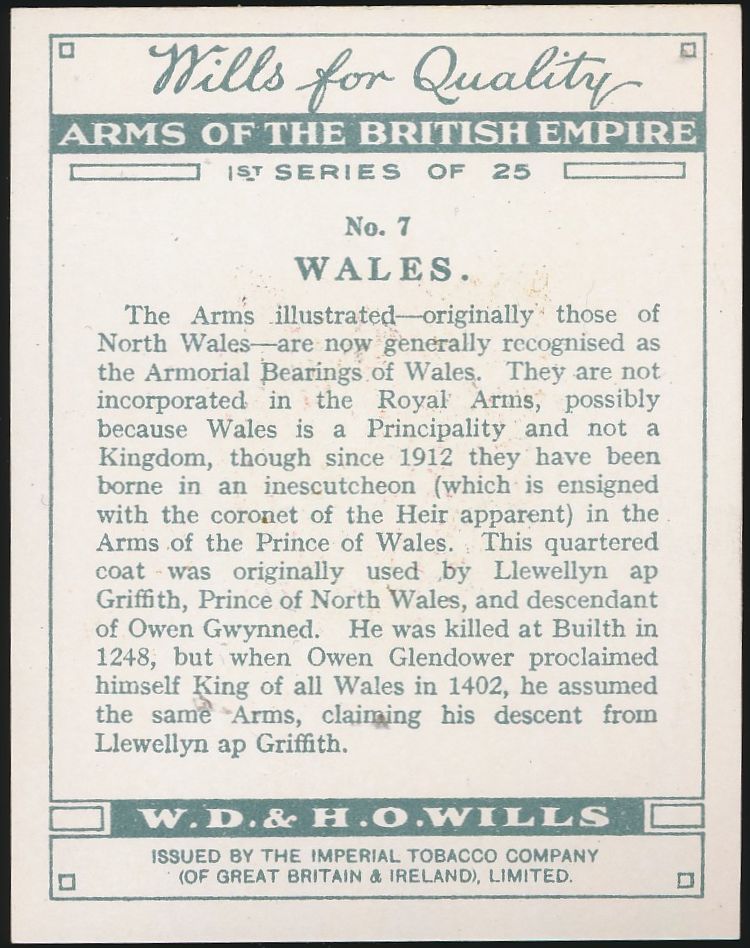 Wills for Quality
ARMS OF THE BRITISH EMPIRE
1ST SERIES OF 25
No. 7
WALES.
The Arms illustrated—originally those of
North Wales—are now generally recognised as
the Armorial Bearings of Wales. They are not
incorporated in the Royal Arms, possibly
because Wales is a Principality and not a
Kingdom, though since 1912 they have been
borne in an inescutcheon (which is ensigned
with the coronet of the Heir apparent) in the
Arms of the Prince of Wales. This quartered
coat was originally used by Llewellyn ap
Griffith, Prince of North Wales, and descendant
of Owen Gwynned. He was killed at Builth in
1248, but when Owen Glendower proclaimed
himself King of all Wales in 1402, he assumed
the same Arms, claiming his descent from
Llewellyn ap Griffith.
W.D.& H.O.WILLS
ISSUED BY THE IMPERIAL TOBACCO COMPANY
(OF GREAT BRITAIN & IRELAND), LIMITED.